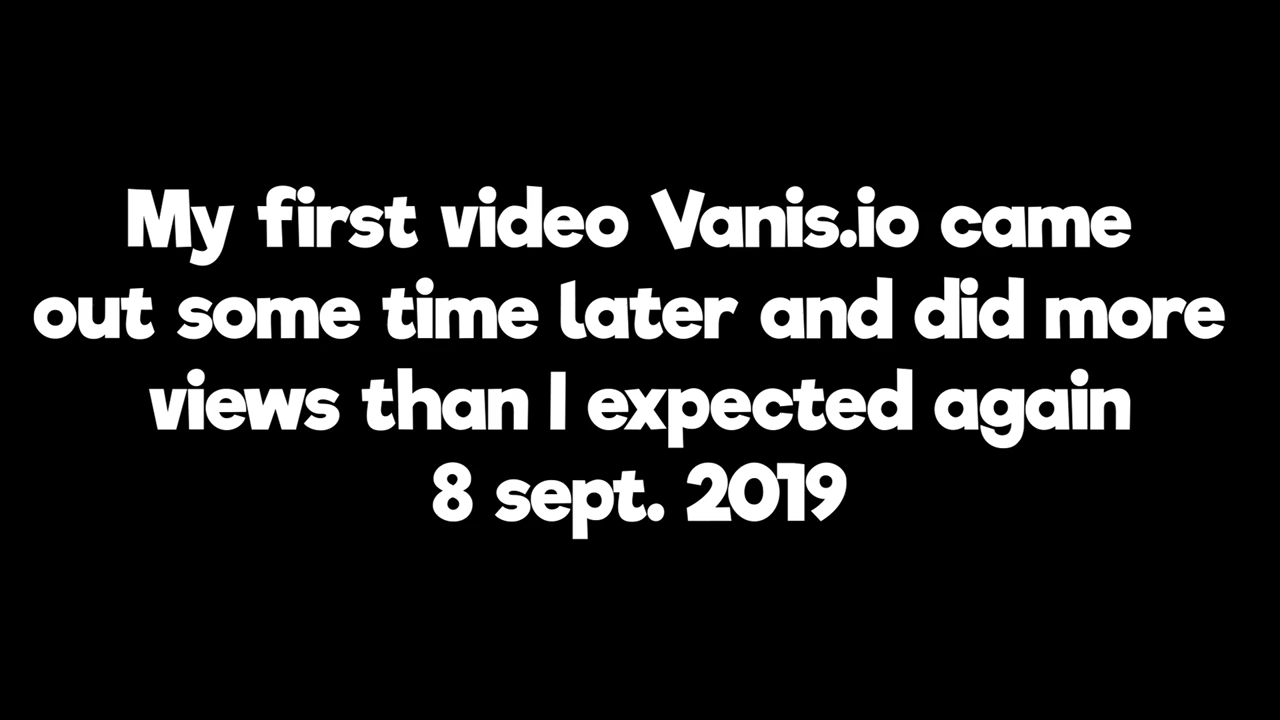 My first video Vanis.io came
out some time later and did more
views than I expected again
8 sept. 2019